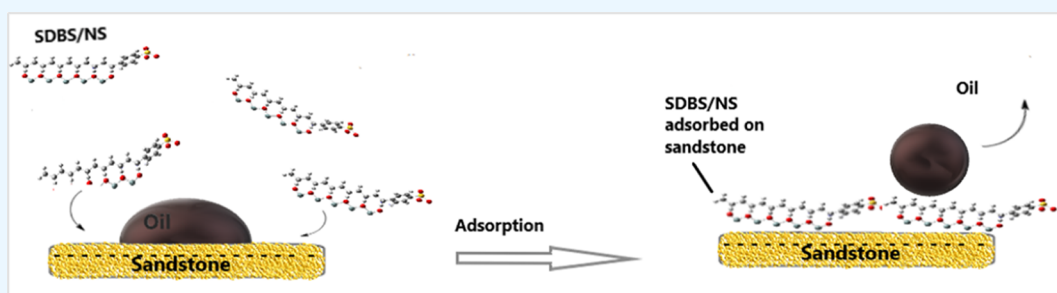 SDBS/NS
Oil
Sandstone
Adsorption
SDBS/NS
adsorbed on
sandstone
Oil
Sandstone